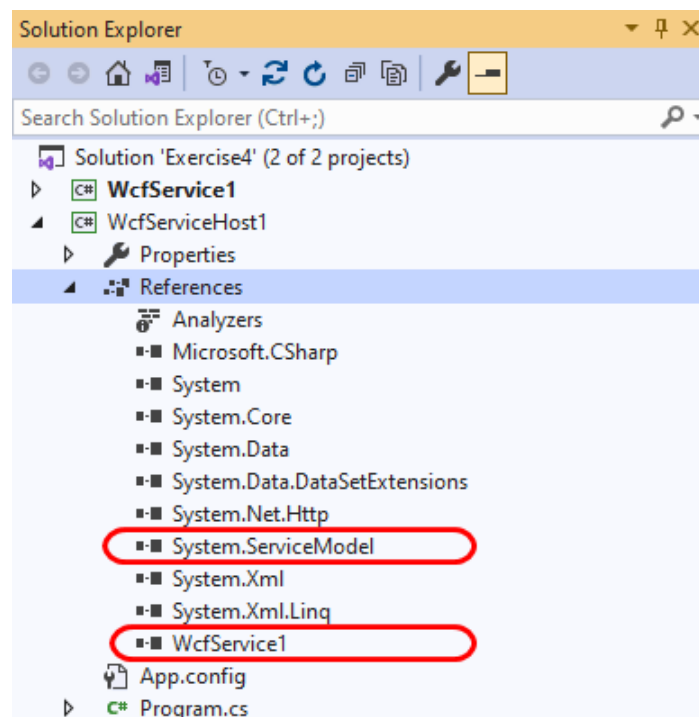 Solution Explorer
Search Solution Explorer (Ctrl+;)
Solution 'Exercise4' (2 of 2 projects)
C# WcfService1
C# WcfServiceHost1
Properties
References
Analyzers
Microsoft.CSharp
System
System.Core
System.Data
System.Data.DataSetExtensions
System.Net.Http
System.ServiceModel
System.Xml
System.Xml.Linq
WcfService1
App.config
C# Program.cs